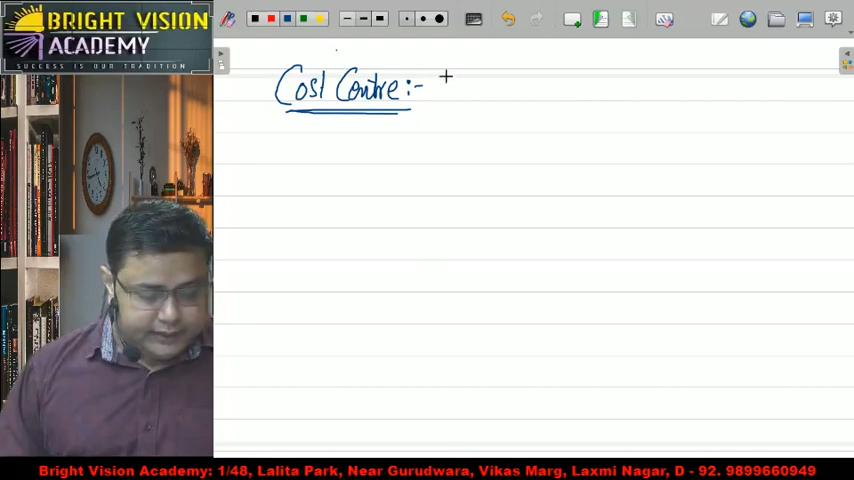 BRIGHT VISION
ACADEMY
SUCCESS IS OUR TRADITION
Cost Centre :-
Bright Vision Academy: 1/48, Lalita Park, Near Gurudwara, Vikas Marg, Laxmi Nagar, D - 92. 9899660949